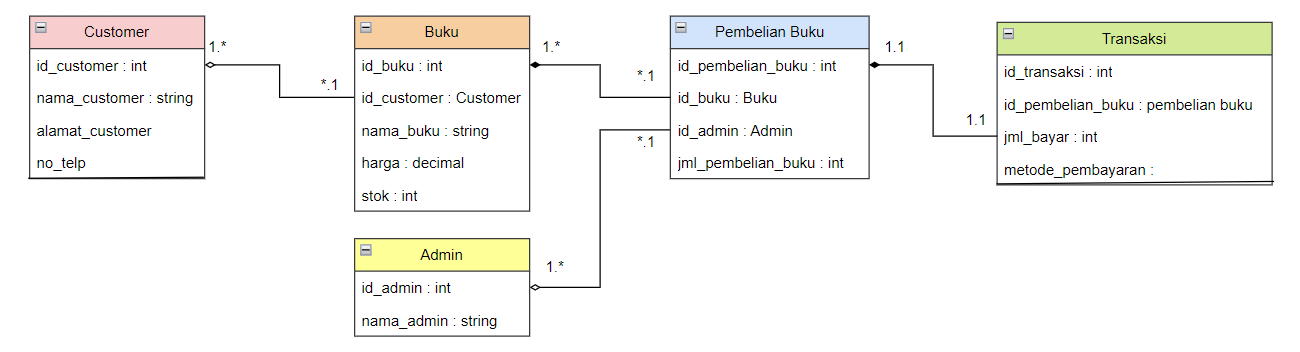 Customer
id_customer : int
nama_customer : string
alamat_customer
no_telp
1.*
*.1
Buku
id_buku : int
id_customer : Customer
nama_buku : string
harga : decimal
stok : int
1.*
*.1
Admin
id_admin : int
nama_admin : string
1.*
*.1
Pembelian Buku
id_pembelian_buku : int
id_buku : Buku
id_admin : Admin
jml_pembelian_buku : int
1.1
1.1
Transaksi
id_transaksi : int
id_pembelian_buku : pembelian buku
jml_bayar : int
metode_pembayaran :